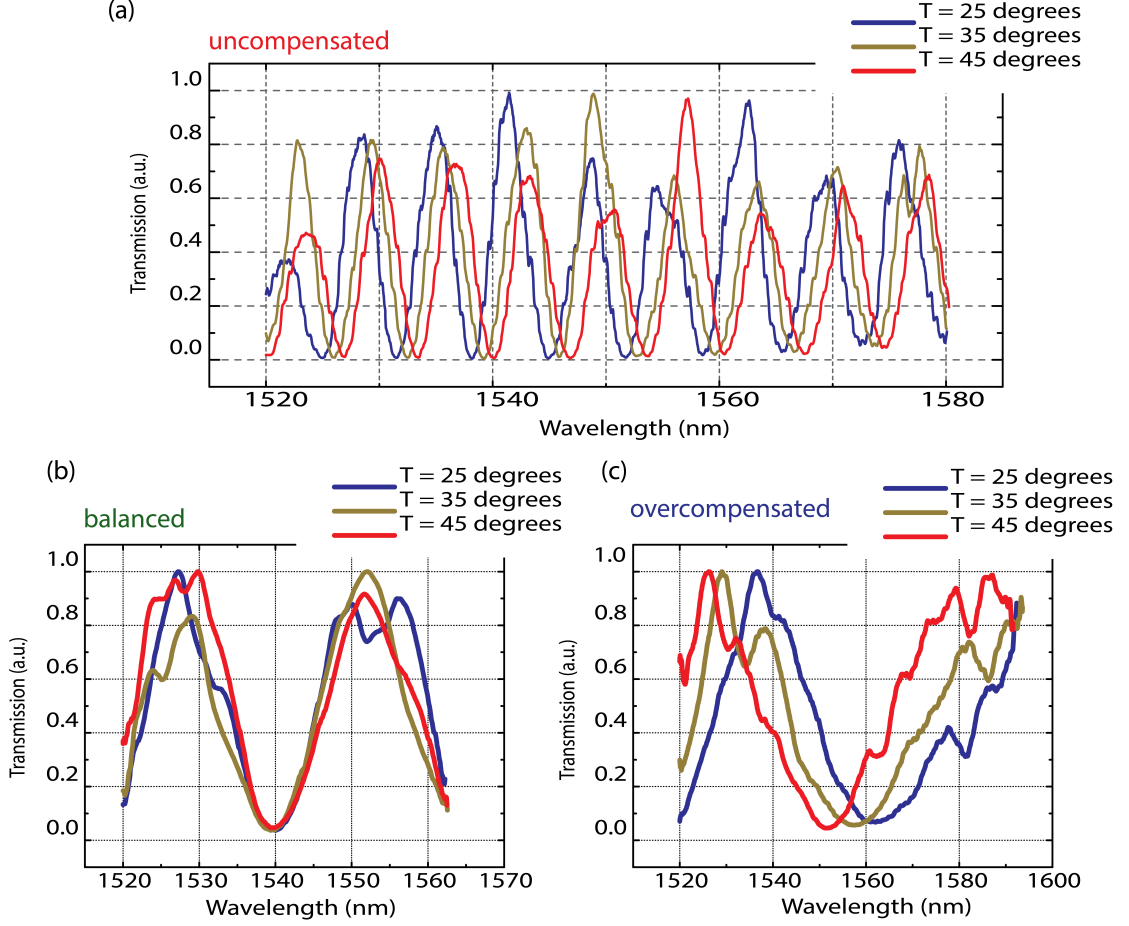 (a)
uncompensated
T = 25 degrees
T = 35 degrees
T = 45 degrees
1.0
0.8
0.6
0.4
0.2
0.0
Transmission (a.u.)
1520 1540 1560 1580
Wavelength (nm)
(b)
balanced
T = 25 degrees
T = 35 degrees
T = 45 degrees
1.0
0.8
0.6
0.4
0.2
0.0
Transmission (a.u.)
1520 1530 1540 1550 1560 1570
Wavelength (nm)
(c)
overcompensated
T = 25 degrees
T = 35 degrees
T = 45 degrees
1.0
0.8
0.6
0.4
0.2
0.0
Transmission (a.u.)
1520 1540 1560 1580 1600
Wavelength (nm)